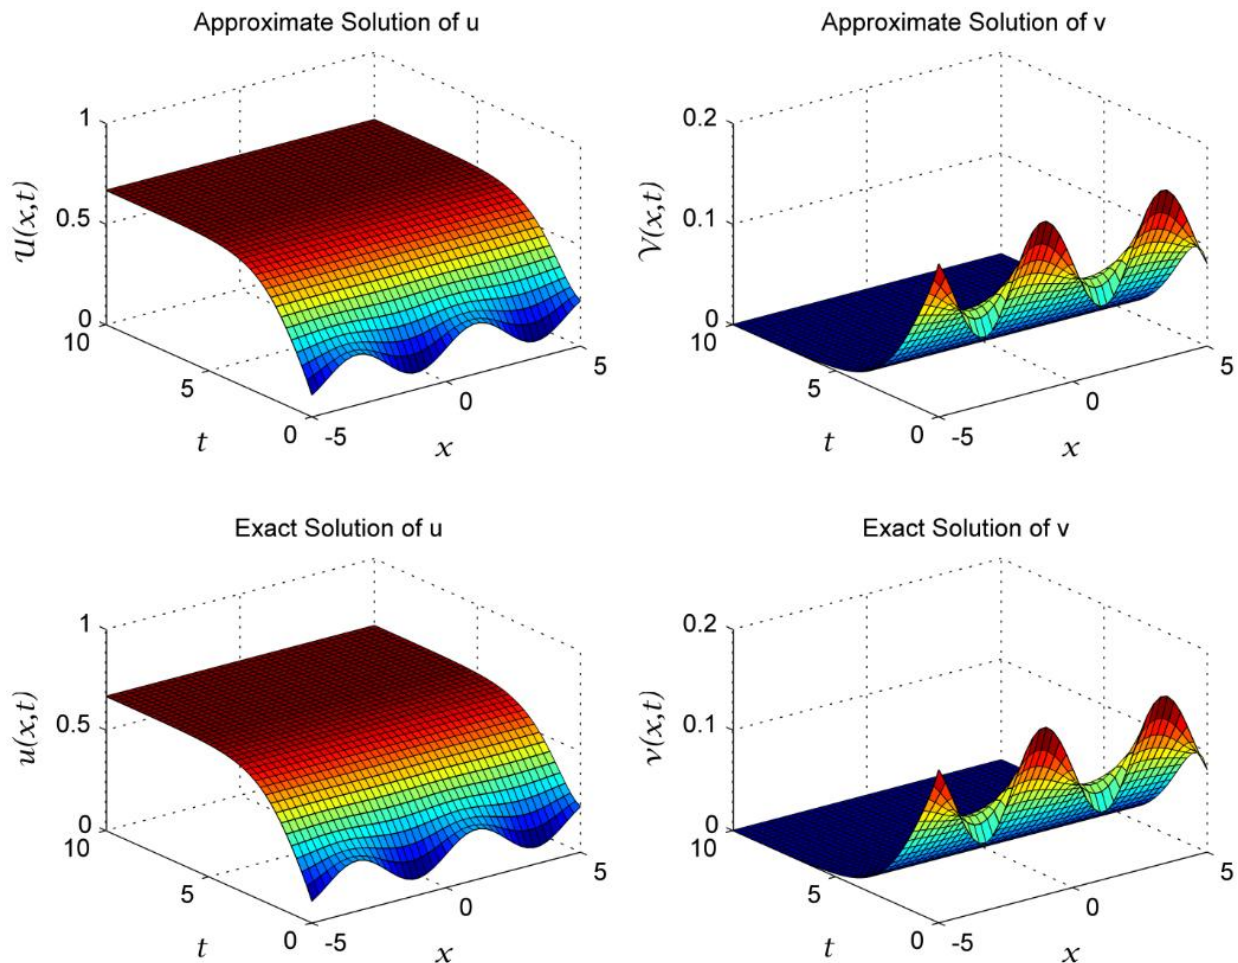 Approximate Solution of u
1
0.5
0
10
5
0
-5
0
5
U(x,t)
t
x
Approximate Solution of v
0.2
0.1
0
10
5
0
-5
0
5
V(x,t)
t
x
Exact Solution of u
1
0.5
0
10
5
0
-5
0
5
u(x,t)
t
x
Exact Solution of v
0.2
0.1
0
10
5
0
-5
0
5
v(x,t)
t
x